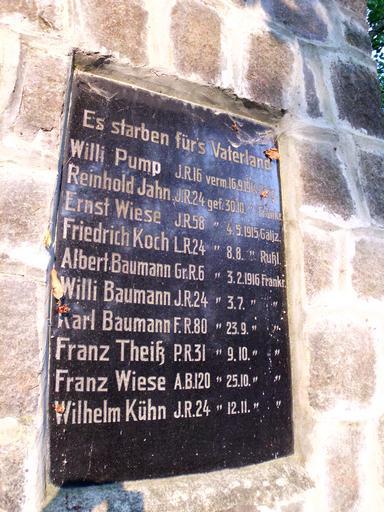 Es starben für's Vaterland
Willi Pump J.R.16 verm. 16.9.
Reinhold Jahn J.R.24 gef. 30.10. "
Ernst Wiese J.R.58 " 4.5.1915 Galiz.
Friedrich Koch L.R.24 " 8.8. " Rußl.
Albert Baumann Gr.R.6 " 3.2.1916 Frankr.
Willi Baumann J.R.24 " 3.7. " "
Karl Baumann F.R.80 " 23.9. " "
Franz Theiß P.R.31 " 9.10. " "
Franz Wiese A.B.120 " 25.10. " "
Wilhelm Kühn J.R.24 " 12.11. " "